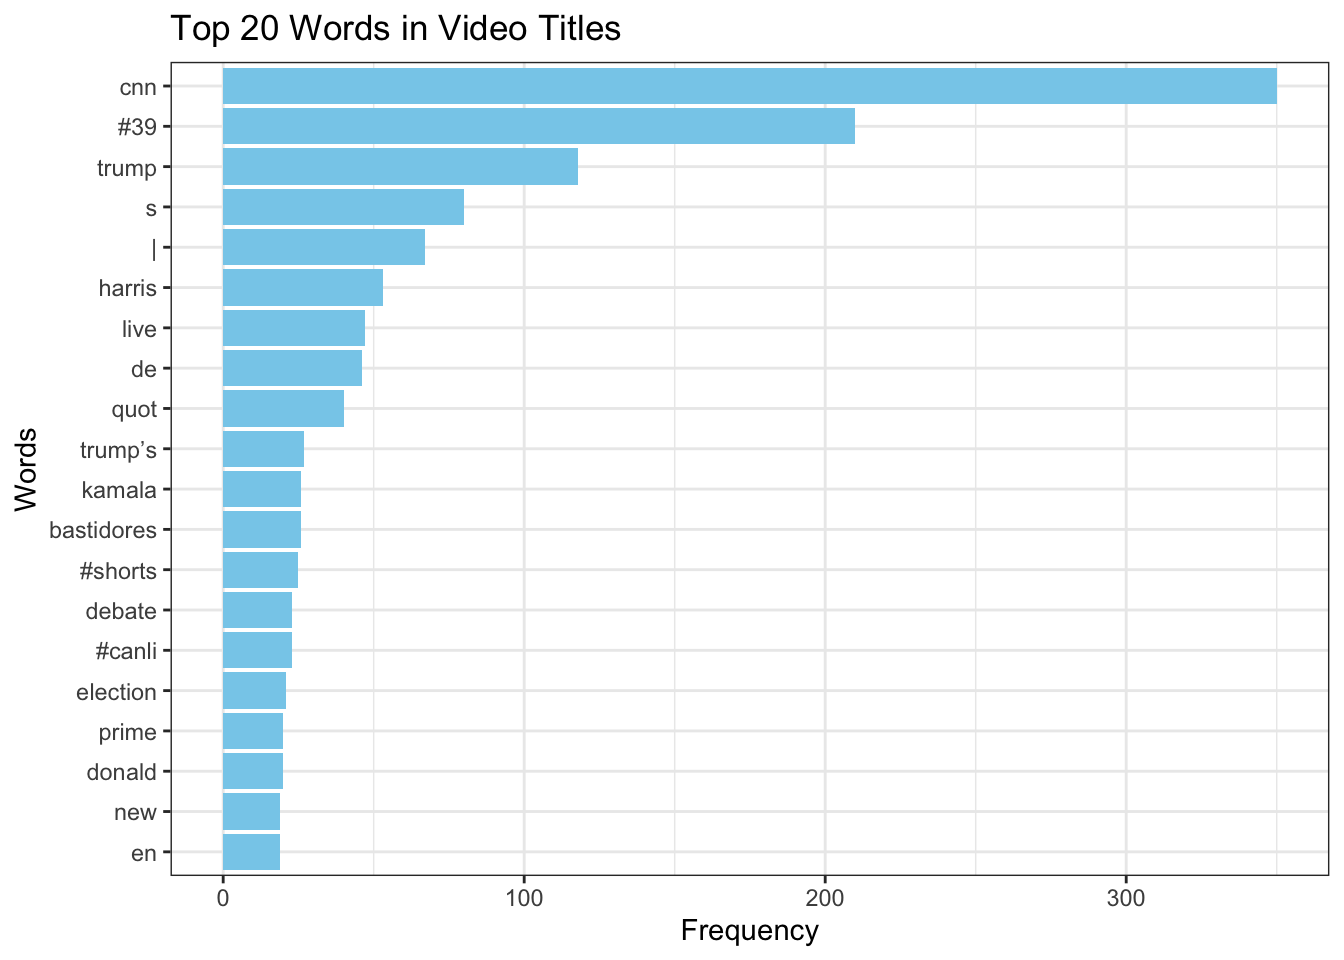 Top 20 Words in Video Titles
cnn
#39
trump
s
|
harris
live
de
quot
trump’s
kamala
bastidores
#shorts
debate
#canli
election
prime
donald
new
en
Words
0 100 200 300
Frequency